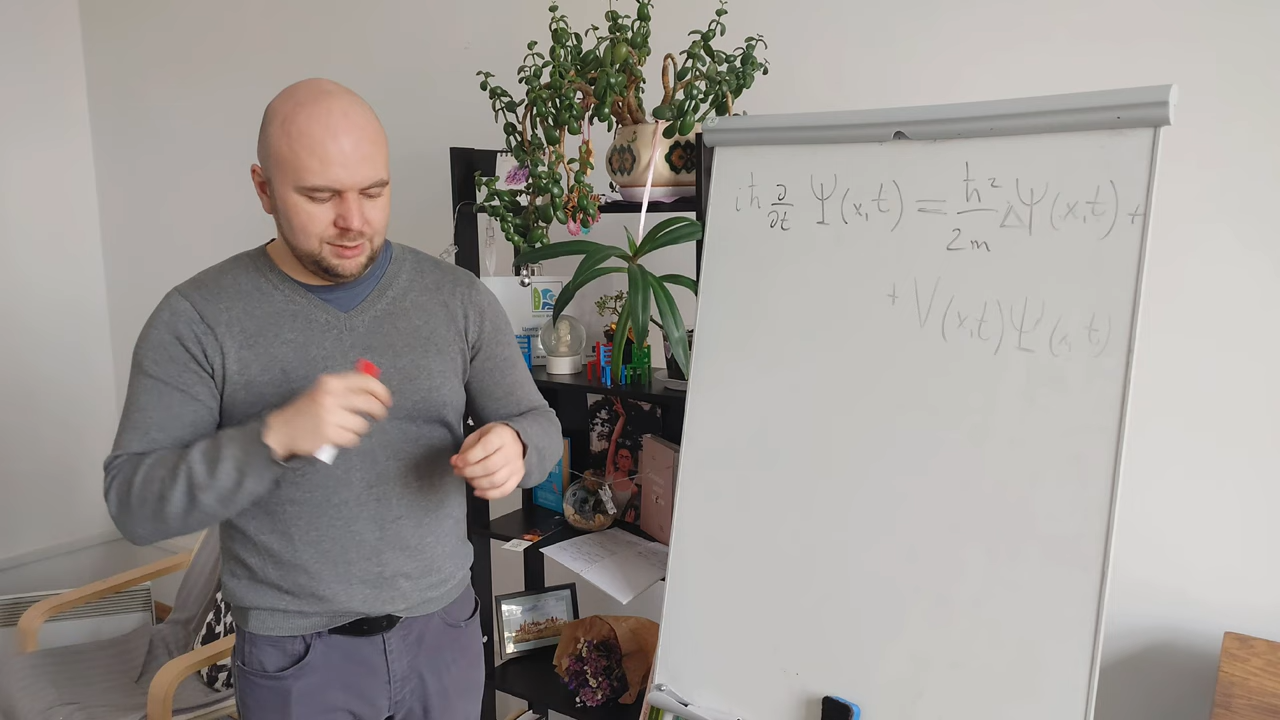 iħ ∂/∂t Ψ(x,t) = ħ²/2m ΔΨ(x,t) +
+ V(x,t)Ψ(x,t)